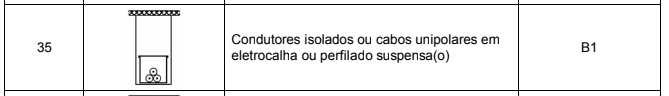 35
Condutores isolados ou cabos unipolares em
eletrocalha ou perfilado suspensa(o)
B1